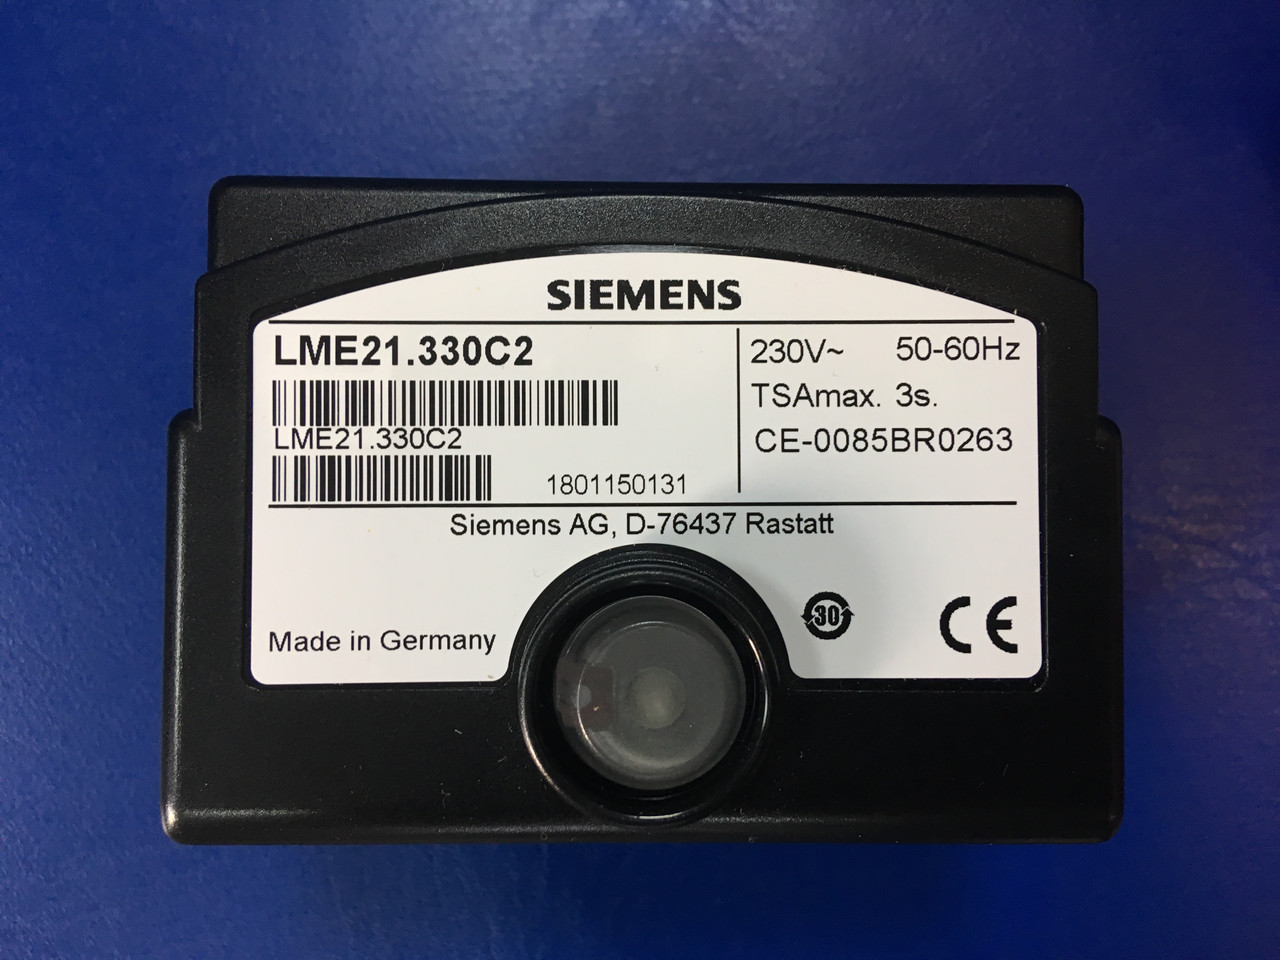 SIEMENS
LME21.330C2
LME21.330C2
1801150131
230V~ 50-60Hz
TSAmax. 3s.
CE-0085BR0263
Siemens AG, D-76437 Rastatt
Made in Germany
30
CE